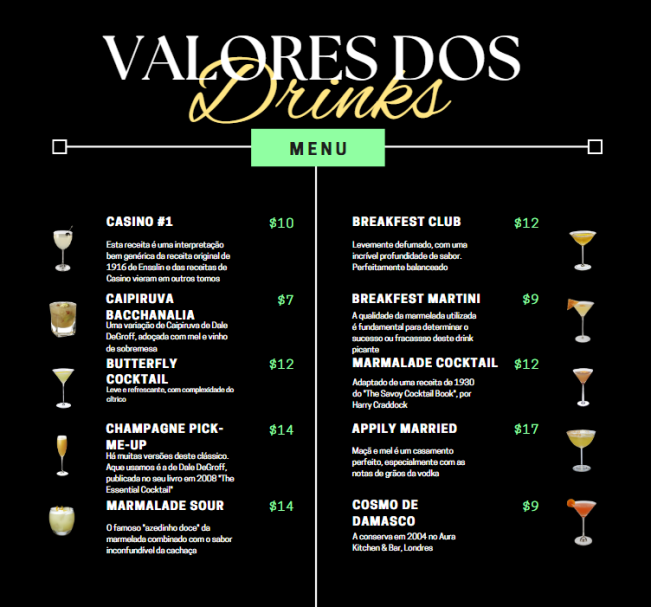 VALORES DOS
Drinks
MENU
CASINO #1 $10
Esta receita é uma interpretação
bem genérica da receita original de
1916 de Ensslin e das receitas de
Casino vieram em outros tomos
CAIPIRUVA $7
BACCHANALIA
Uma variação de Caipiruva de Dale
DeGroff, adoçada com mel e vinho
de sobremesa
BUTTERFLY $12
COCKTAIL
Leve e refrescante, com complexidade do
cítrico
CHAMPAGNE PICK- $14
ME-UP
Há muitas versões deste clássico.
Aque usamos é a de Dale DeGroff,
publicada no seu livro em 2008 "The
Essential Cocktail"
MARMALADE SOUR $14
O famoso "azedinho doce" da
marmelada combinado com o sabor
inconfundível da cachaça
BREAKFEST CLUB $12
Levemente defumado, com uma
incrível profundidade de sabor.
Perfeitamente balanceado
BREAKFEST MARTINI $9
A qualidade da marmelada utilizada
é fundamental para determinar o
sucesso ou fracassso deste drink
picante
MARMALADE COCKTAIL $12
Adaptado de uma receita de 1930
do "The Savoy Cocktail Book", por
Harry Craddock
APPILY MARRIED $17
Maçã e mel é um casamento
perfeito, especialmente com as
notas de grãos da vodka
COSMO DE $9
DAMASCO
A conserva em 2004 no Aura
Kitchen & Bar, Londres